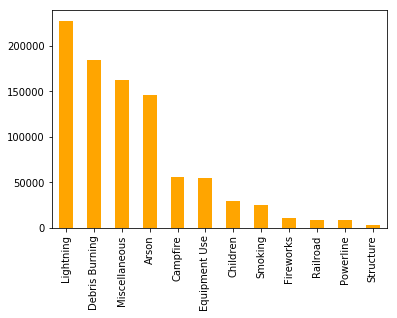 200000
150000
100000
50000
0
Lightning
Debris Burning
Miscellaneous
Arson
Campfire
Equipment Use
Children
Smoking
Fireworks
Railroad
Powerline
Structure